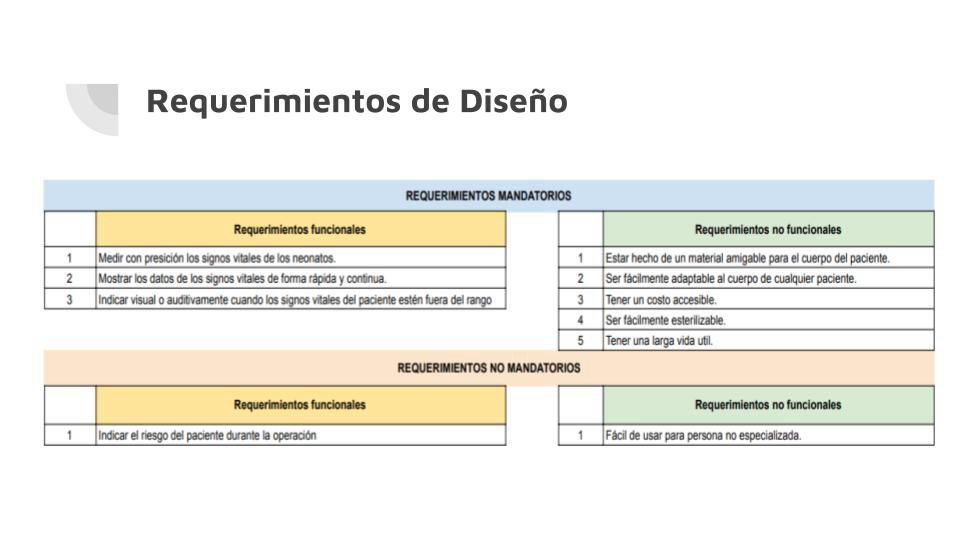 Requerimientos de Diseño
REQUERIMIENTOS MANDATORIOS
Requerimientos funcionales
1 Medir con presición los signos vitales de los neonatos.
2 Mostrar los datos de los signos vitales de forma rápida y continua.
3 Indicar visual o auditivamente cuando los signos vitales del paciente estén fuera del rango
Requerimientos no funcionales
1 Estar hecho de un material amigable para el cuerpo del paciente.
2 Ser fácilmente adaptable al cuerpo de cualquier paciente.
3 Tener un costo accesible.
4 Ser fácilmente esterilizable.
5 Tener una larga vida util.
REQUERIMIENTOS NO MANDATORIOS
Requerimientos funcionales
1 Indicar el riesgo del paciente durante la operación
Requerimientos no funcionales
1 Fácil de usar para persona no especializada.